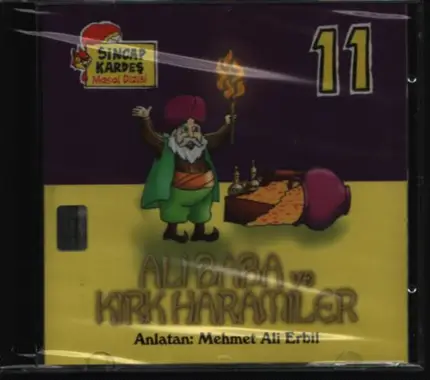 SİNCAP
KARDEŞ
Masal Dizisi
11
ALİ BABA ve
KIRK HARAMİLER
Anlatan: Mehmet Ali Erbil